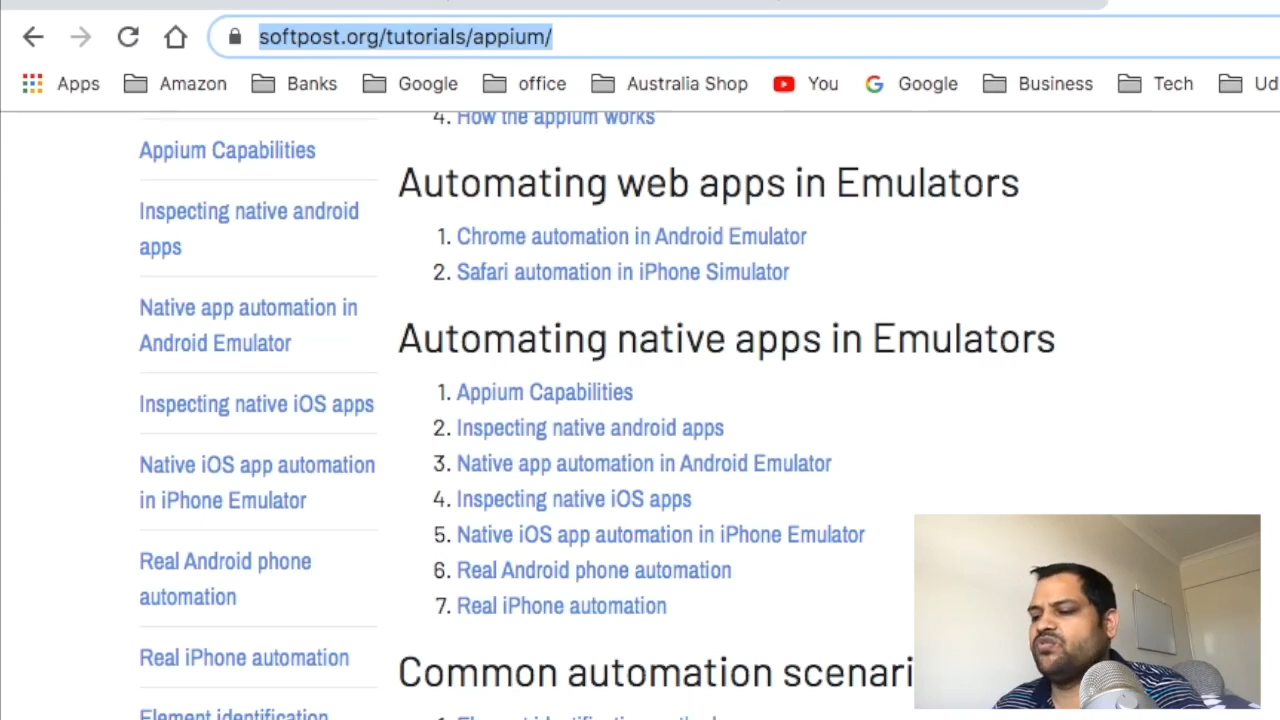 softpost.org/tutorials/appium/
Apps Amazon Banks Google office Australia Shop You Google Business Tech Ud
4. How the appium works
Appium Capabilities
Inspecting native android
apps
Native app automation in
Android Emulator
Inspecting native iOS apps
Native iOS app automation
in iPhone Emulator
Real Android phone
automation
Real iPhone automation
Element identification
Automating web apps in Emulators
1. Chrome automation in Android Emulator
2. Safari automation in iPhone Simulator
Automating native apps in Emulators
1. Appium Capabilities
2. Inspecting native android apps
3. Native app automation in Android Emulator
4. Inspecting native iOS apps
5. Native iOS app automation in iPhone Emulator
6. Real Android phone automation
7. Real iPhone automation
Common automation scenari